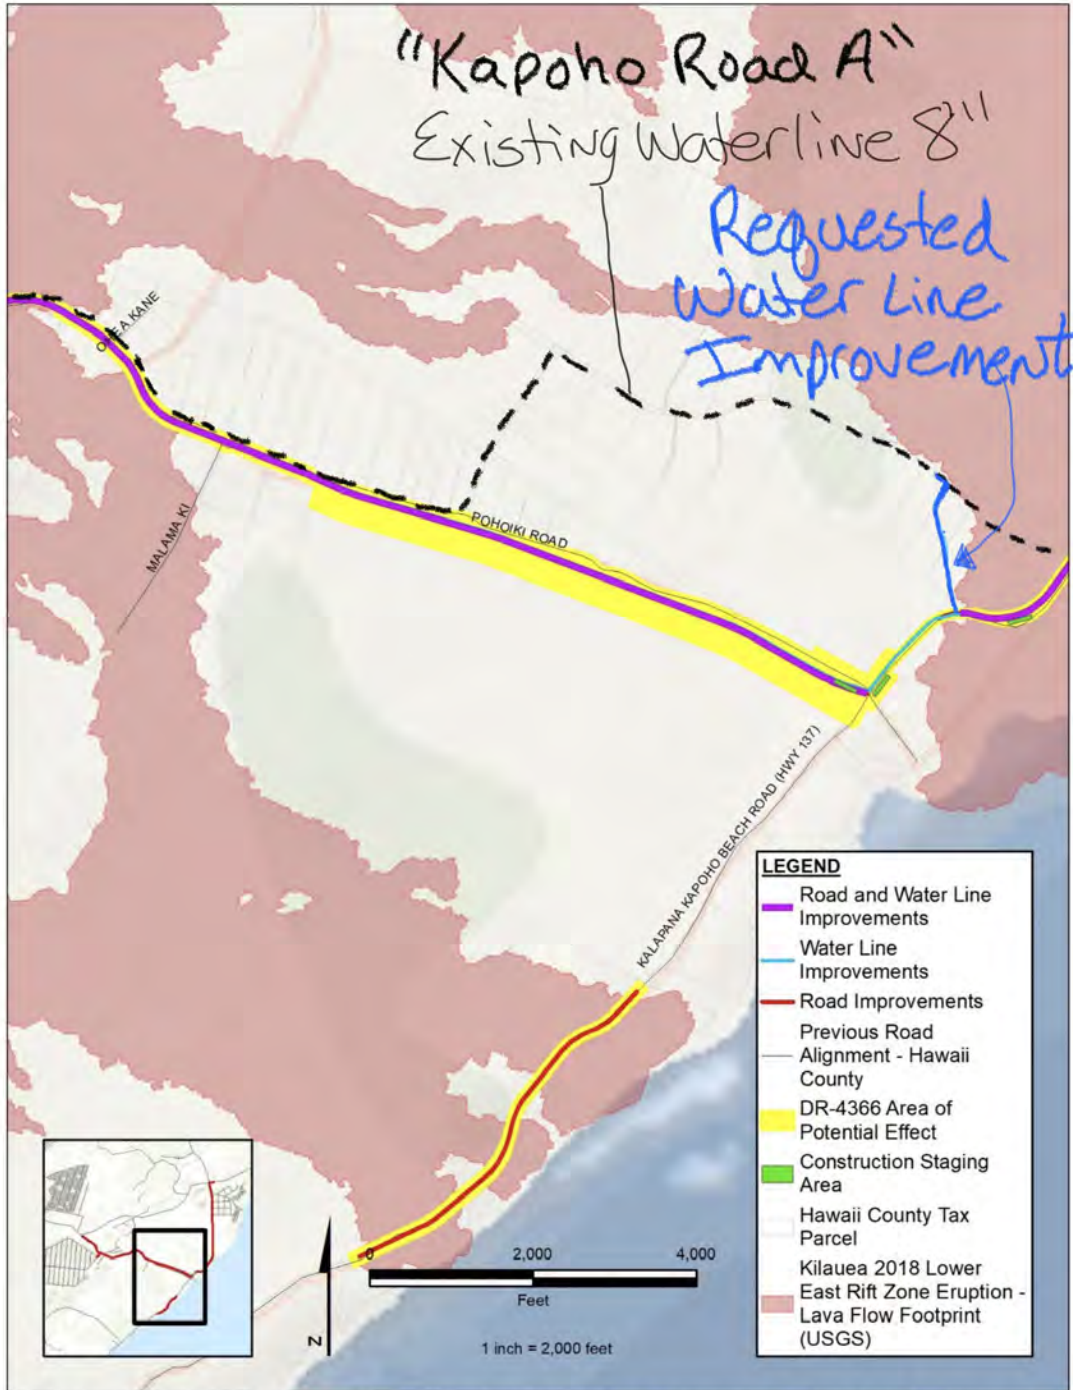 "Kapoho Road A"
Existing Waterline 8"
Requested
Water Line
Improvement
MALAMA KI
POHOIKI ROAD
KALAPANA KAPOHO BEACH ROAD (HWY 137)
LEGEND
Road and Water Line
Improvements
Water Line
Improvements
Road Improvements
Previous Road
Alignment - Hawaii
County
DR-4366 Area of
Potential Effect
Construction Staging
Area
Hawaii County Tax
Parcel
Kilauea 2018 Lower
East Rift Zone Eruption -
Lava Flow Footprint
(USGS)
N
0 2,000 4,000
Feet
1 inch = 2,000 feet